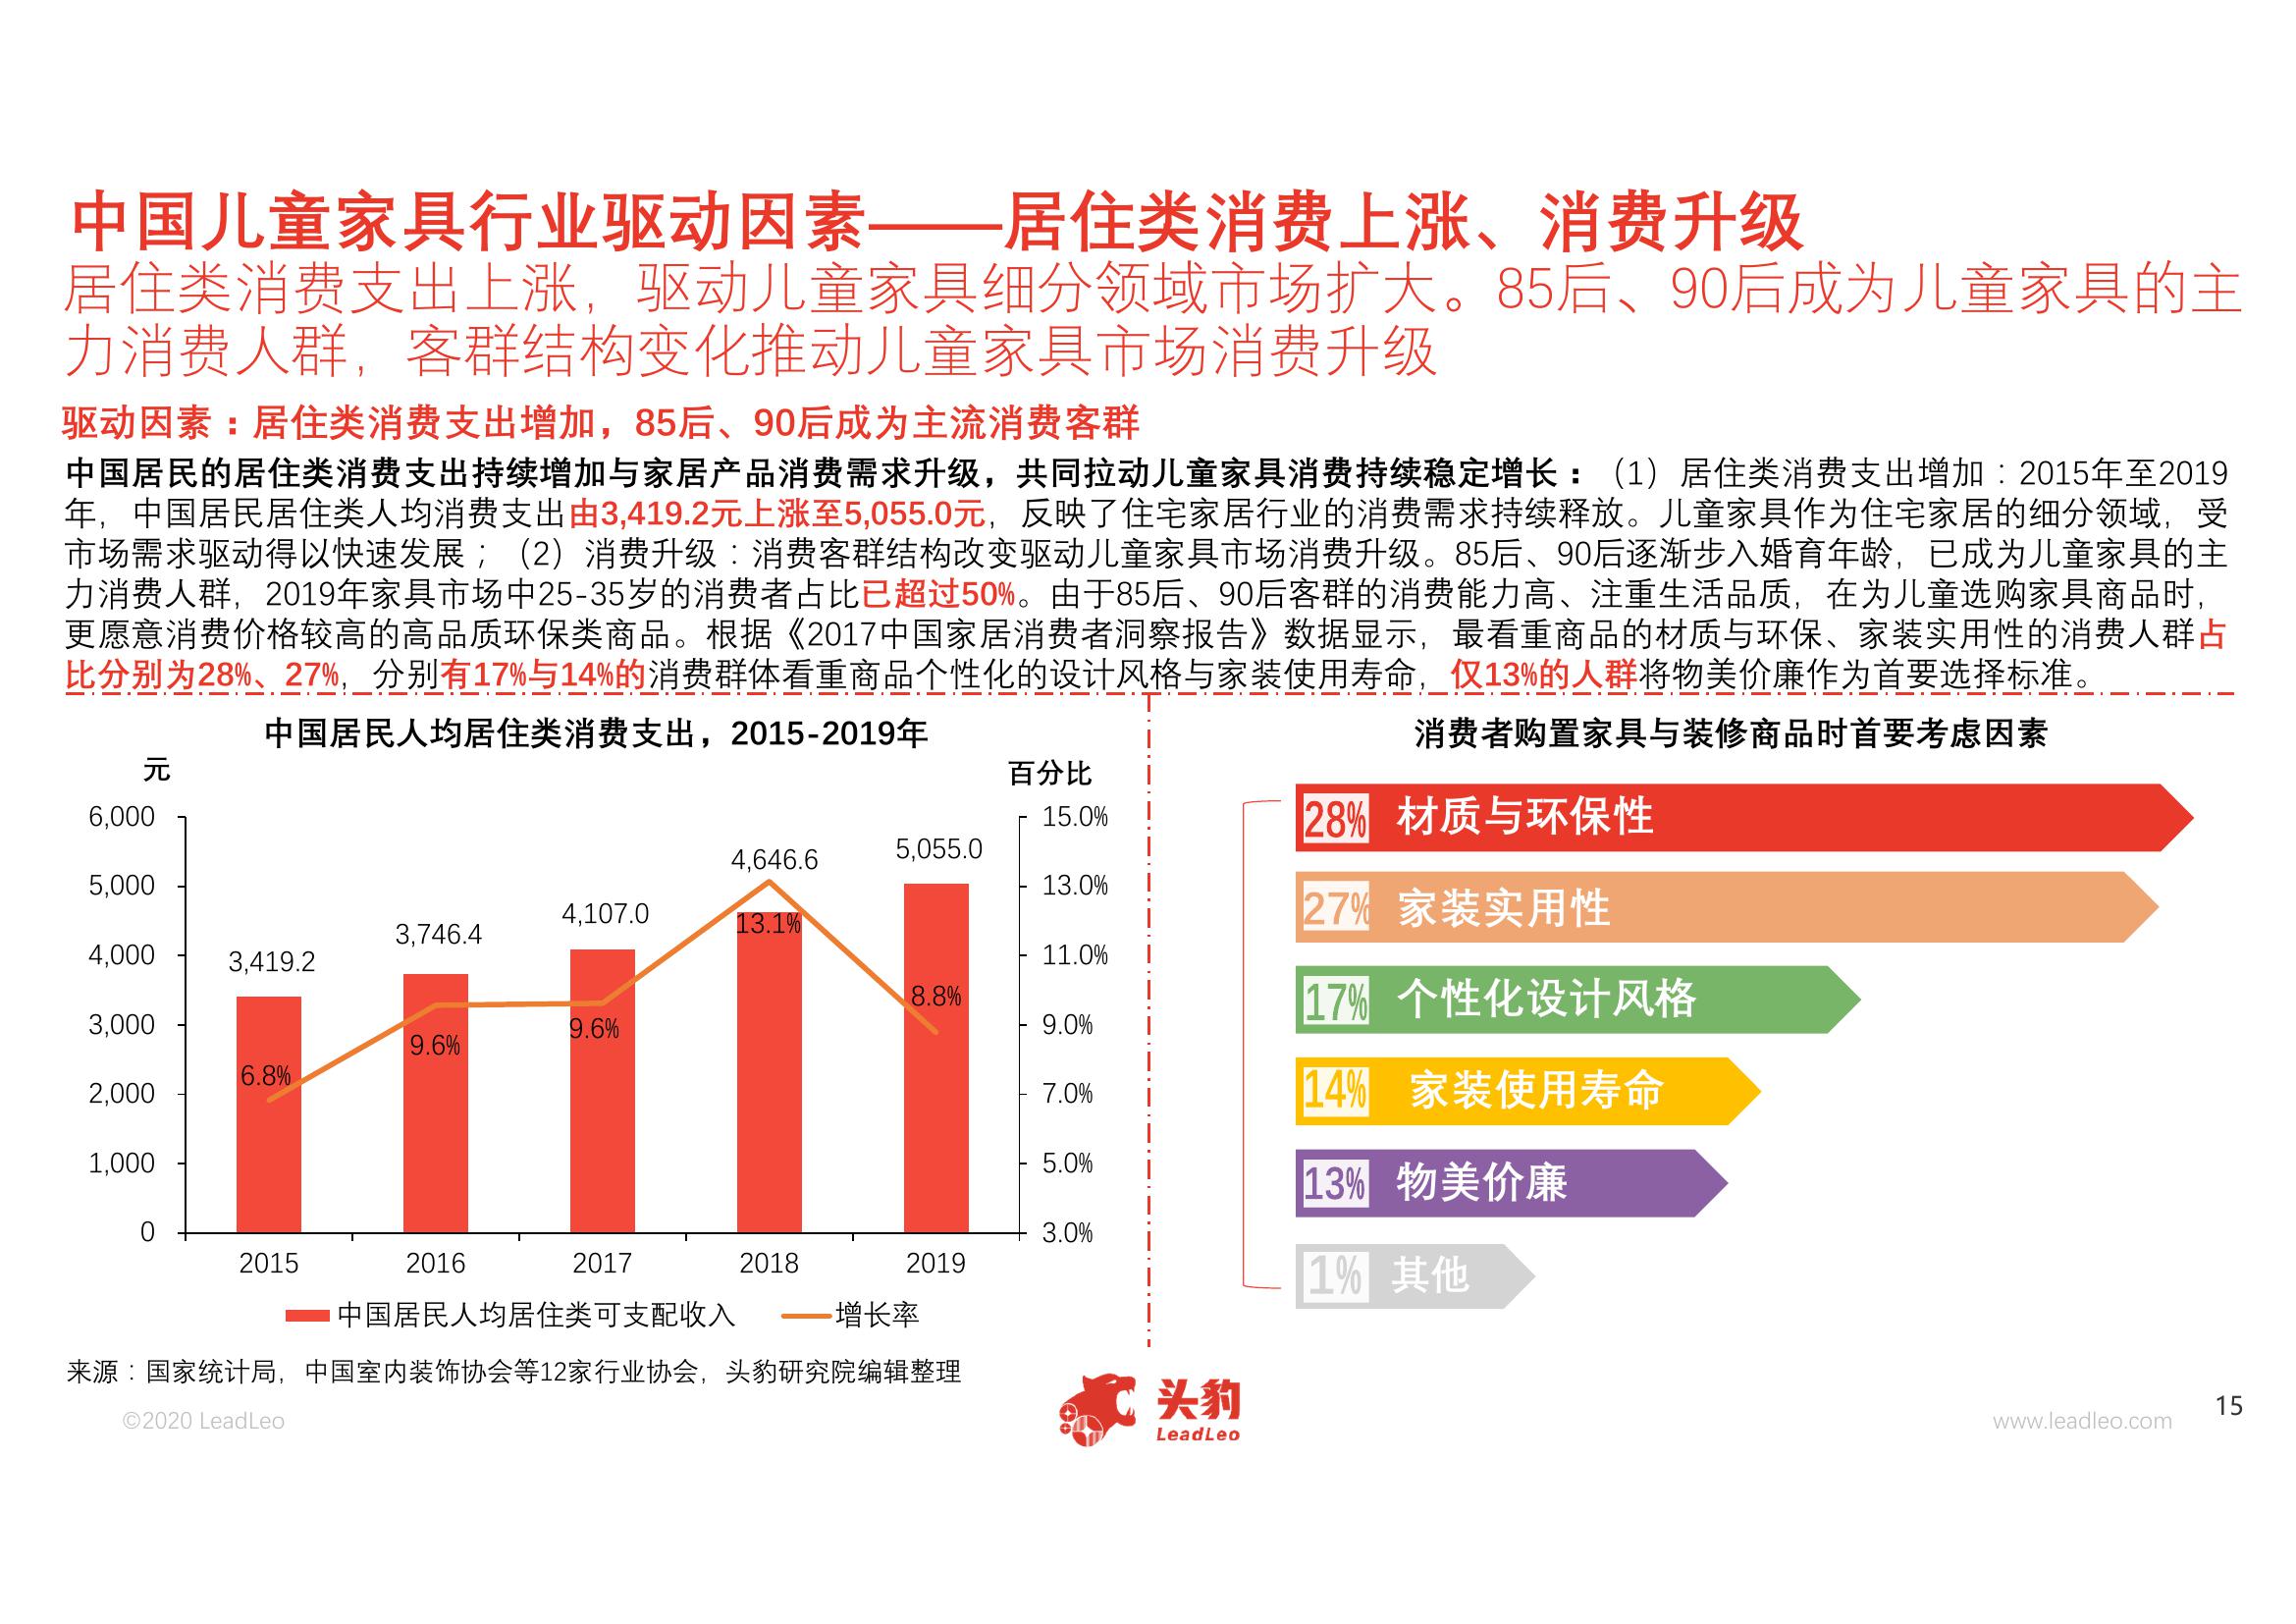 中国儿童家具行业驱动因素——居住类消费上涨、消费升级
居住类消费支出上涨，驱动儿童家具细分领域市场扩大。85后、90后成为儿童家具的主
力消费人群，客群结构变化推动儿童家具市场消费升级
驱动因素：居住类消费支出增加，85后、90后成为主流消费客群
中国居民的居住类消费支出持续增加与家居产品消费需求升级，共同拉动儿童家具消费持续稳定增长：（1）居住类消费支出增加：2015年至2019
年，中国居民居住类人均消费支出由3,419.2元上涨至5,055.0元，反映了住宅家居行业的消费需求持续释放。儿童家具作为住宅家居的细分领域，受
市场需求驱动得以快速发展；（2）消费升级：消费客群结构改变驱动儿童家具市场消费升级。85后、90后逐渐步入婚育年龄，已成为儿童家具的主
力消费人群，2019年家具市场中25-35岁的消费者占比已超过50%。由于85后、90后客群的消费能力高、注重生活品质，在为儿童选购家具商品时，
更愿意消费价格较高的高品质环保类商品。根据《2017中国家居消费者洞察报告》数据显示，最看重商品的材质与环保、家装实用性的消费人群占
比分别为28%、27%，分别有17%与14%的消费群体看重商品个性化的设计风格与家装使用寿命，仅13%的人群将物美价廉作为首要选择标准。
中国居民人均居住类消费支出，2015-2019年
元
百分比
6,000
5,000
4,000
3,000
2,000
1,000
0
3,419.2
3,746.4
4,107.0
4,646.6
5,055.0
6.8%
9.6%
9.6%
13.1%
8.8%
15.0%
13.0%
11.0%
9.0%
7.0%
5.0%
3.0%
2015
2016
2017
2018
2019
中国居民人均居住类可支配收入
增长率
消费者购置家具与装修商品时首要考虑因素
28% 材质与环保性
27% 家装实用性
17% 个性化设计风格
14% 家装使用寿命
13% 物美价廉
1% 其他
来源：国家统计局，中国室内装饰协会等12家行业协会，头豹研究院编辑整理
©2020 LeadLeo
头豹
LeadLeo
www.leadleo.com
15